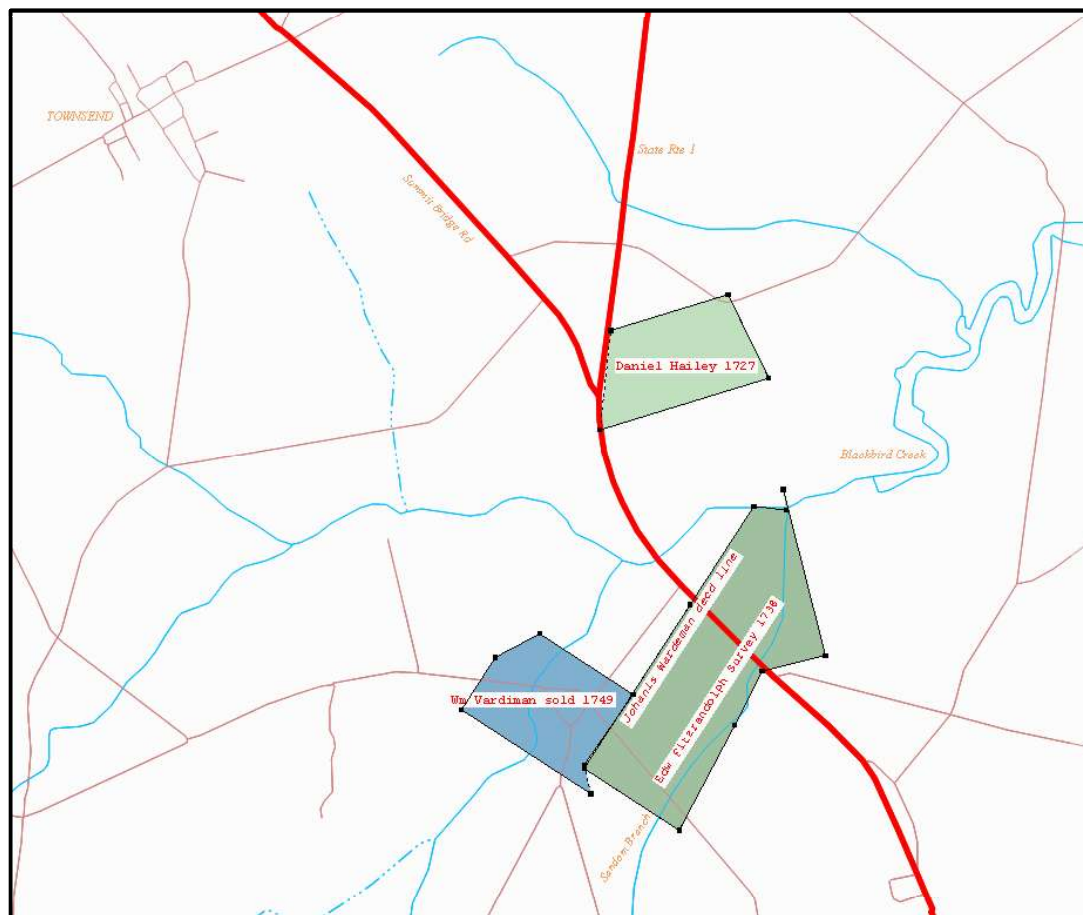 TOWNSEND
State Rte 1
Summit Bridge Rd
Daniel Hailey 1727
Blackbird Creek
Johanis Wardeman decd line
Edw fitzrandolph survey 1738
Wm Vardiman sold 1749
Sandom Branch